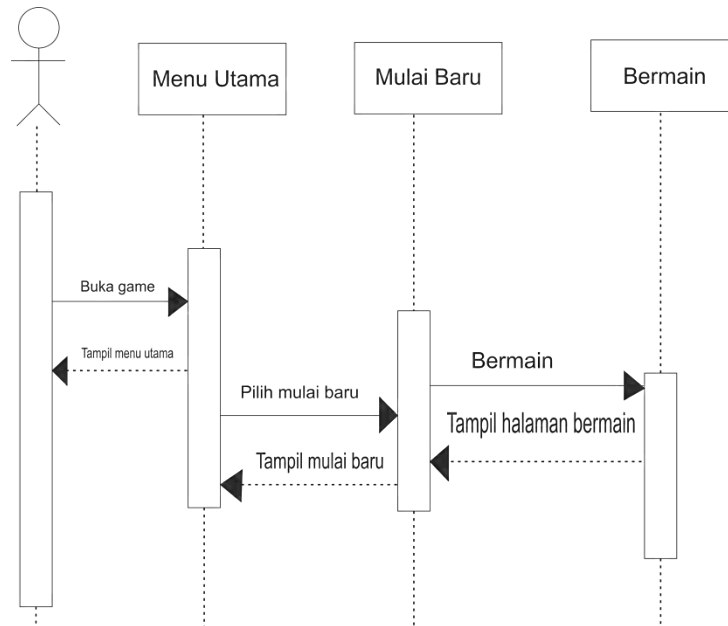 Menu Utama
Mulai Baru
Bermain
Buka game
Tampil menu utama
Bermain
Pilih mulai baru
Tampil halaman bermain
Tampil mulai baru